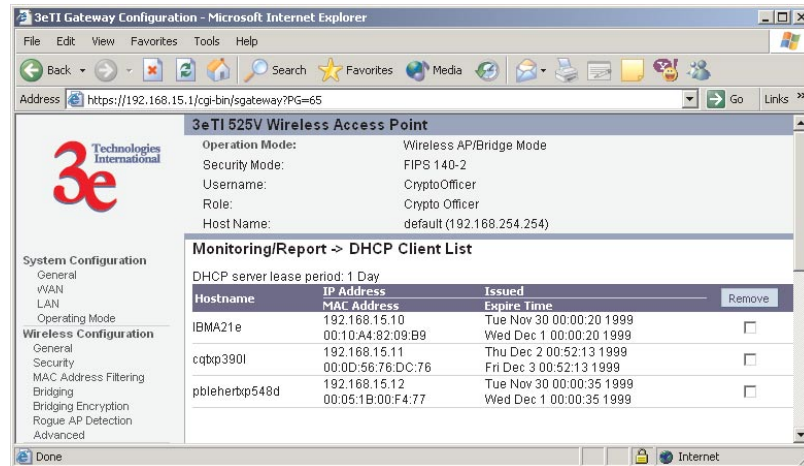 3eTI Gateway Configuration - Microsoft Internet Explorer
File Edit View Favorites Tools Help
Back Search Favorites Media
Address https://192.168.15.1/cgi-bin/sgateway?PG=65 Go Links »
3e Technologies International
3eTI 525V Wireless Access Point
Operation Mode: Wireless AP/Bridge Mode
Security Mode: FIPS 140-2
Username: CryptoOfficer
Role: Crypto Officer
Host Name: default (192.168.254.254)
System Configuration
General
WAN
LAN
Operating Mode
Wireless Configuration
General
Security
MAC Address Filtering
Bridging
Bridging Encryption
Rogue AP Detection
Advanced
Monitoring/Report -> DHCP Client List
DHCP server lease period: 1 Day
Hostname IP Address Issued Remove
MAC Address Expire Time
IBMA21e 192.168.15.10 Tue Nov 30 00:00:20 1999
00:10:A4:82:09:B9 Wed Dec 1 00:00:20 1999
cqtxp390l 192.168.15.11 Thu Dec 2 00:52:13 1999
00:0D:56:76:DC:76 Fri Dec 3 00:52:13 1999
pblehertxp548d 192.168.15.12 Tue Nov 30 00:00:35 1999
00:05:1B:00:F4:77 Wed Dec 1 00:00:35 1999
Done Internet